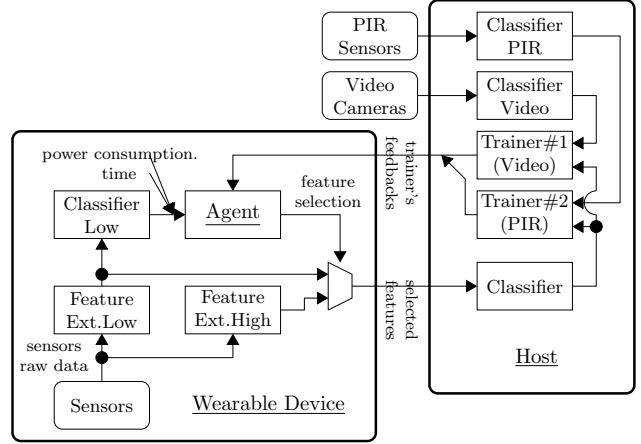 PIR
Sensors
Classifier
PIR
Video
Cameras
Classifier
Video
Trainer#1
(Video)
trainer's
feedbacks
power consumption.
time
feature
selection
Classifier
Low
Agent
Trainer#2
(PIR)
Feature
Ext.Low
Feature
Ext.High
selected
features
Classifier
sensors
raw data
Host
Sensors
Wearable Device